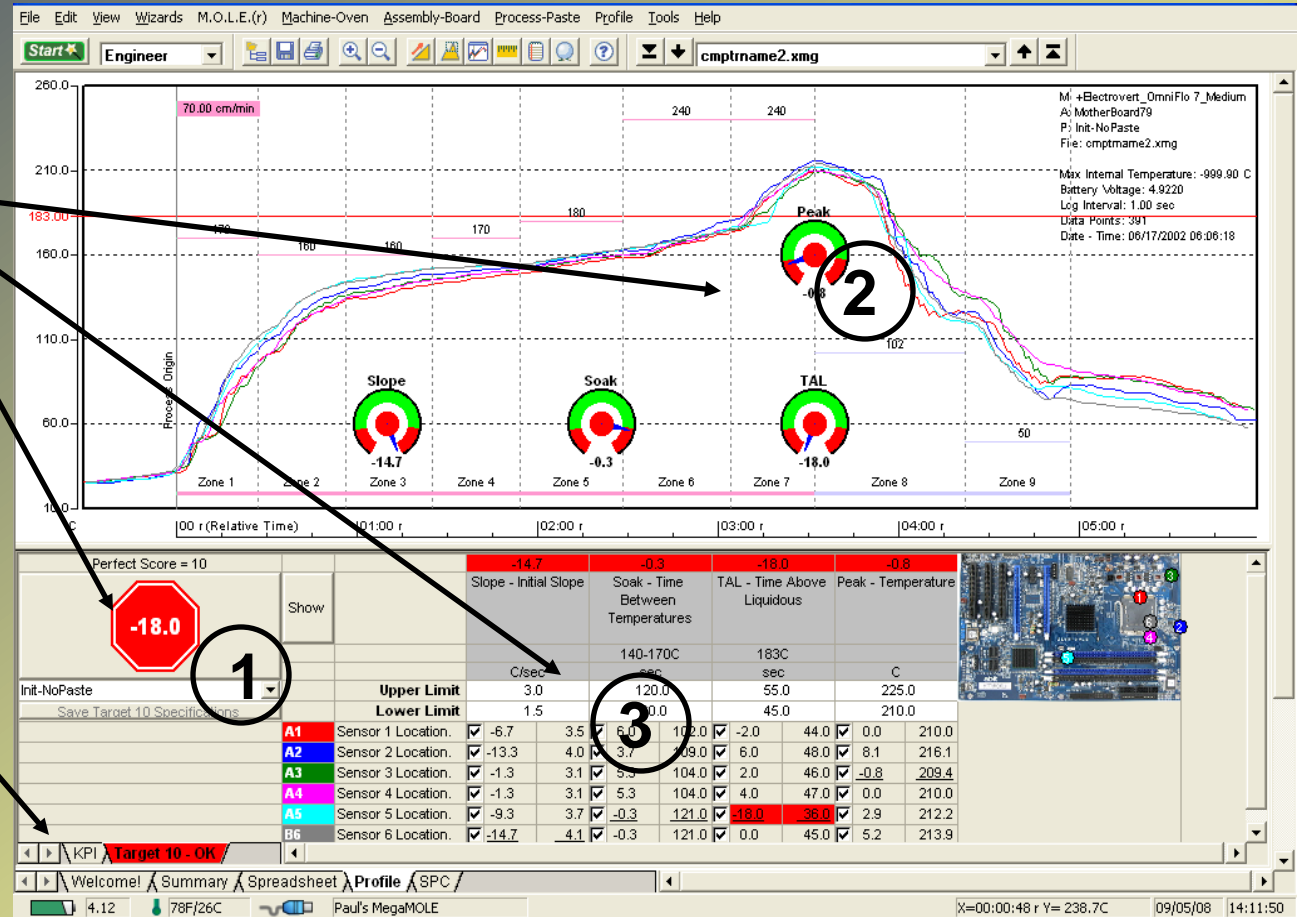 File Edit View Wizards M.O.L.E.(r) Machine-Oven Assembly-Board Process-Paste Profile Tools Help
Start Engineer cmptrname2.xmg
260.0
210.0
183.00
160.0
110.0
60.0
10.0
C
70.00 cm/min
170
160
160
170
180
240
240
102
50
M: +Electrovert_OmniFlo 7_Medium
A: MotherBoard79
P: Init-NoPaste
File: cmptrname2.xmg
Max Internal Temperature: -999.90 C
Battery Voltage: 4.9220
Log Interval: 1.00 sec
Data Points: 391
Date - Time: 06/17/2002 06:06:18
Process Origin
Peak
-0.8
2
Slope
-14.7
Soak
-0.3
TAL
-18.0
Zone 1 Zone 2 Zone 3 Zone 4 Zone 5 Zone 6 Zone 7 Zone 8 Zone 9
00 r (Relative Time) 01:00 r 02:00 r 03:00 r 04:00 r 05:00 r
Perfect Score = 10
-18.0
1
Init-NoPaste
Save Target 10 Specifications
Show
-14.7 -0.3 -18.0 -0.8
Slope - Initial Slope Soak - Time Between Temperatures TAL - Time Above Liquidous Peak - Temperature
140-170C 183C
C/sec sec sec C
Upper Limit 3.0 120.0 55.0 225.0
Lower Limit 1.5 45.0 210.0
3
A1 Sensor 1 Location. -6.7 3.5 6.0 102.0 -2.0 44.0 0.0 210.0
A2 Sensor 2 Location. -13.3 4.0 3.7 109.0 6.0 48.0 8.1 216.1
A3 Sensor 3 Location. -1.3 3.1 5.3 104.0 2.0 46.0 -0.8 209.4
A4 Sensor 4 Location. -1.3 3.1 5.3 104.0 4.0 47.0 0.0 210.0
A5 Sensor 5 Location. -9.3 3.7 -0.3 121.0 -18.0 36.0 2.9 212.2
B6 Sensor 6 Location. -14.7 4.1 -0.3 121.0 0.0 45.0 5.2 213.9
1
2
3
4
5
6
KPI Target 10 - OK
Welcome! Summary Spreadsheet Profile SPC
4.12 78F/26C Paul's MegaMOLE X=00:00:48 r Y= 238.7C 09/05/08 14:11:50